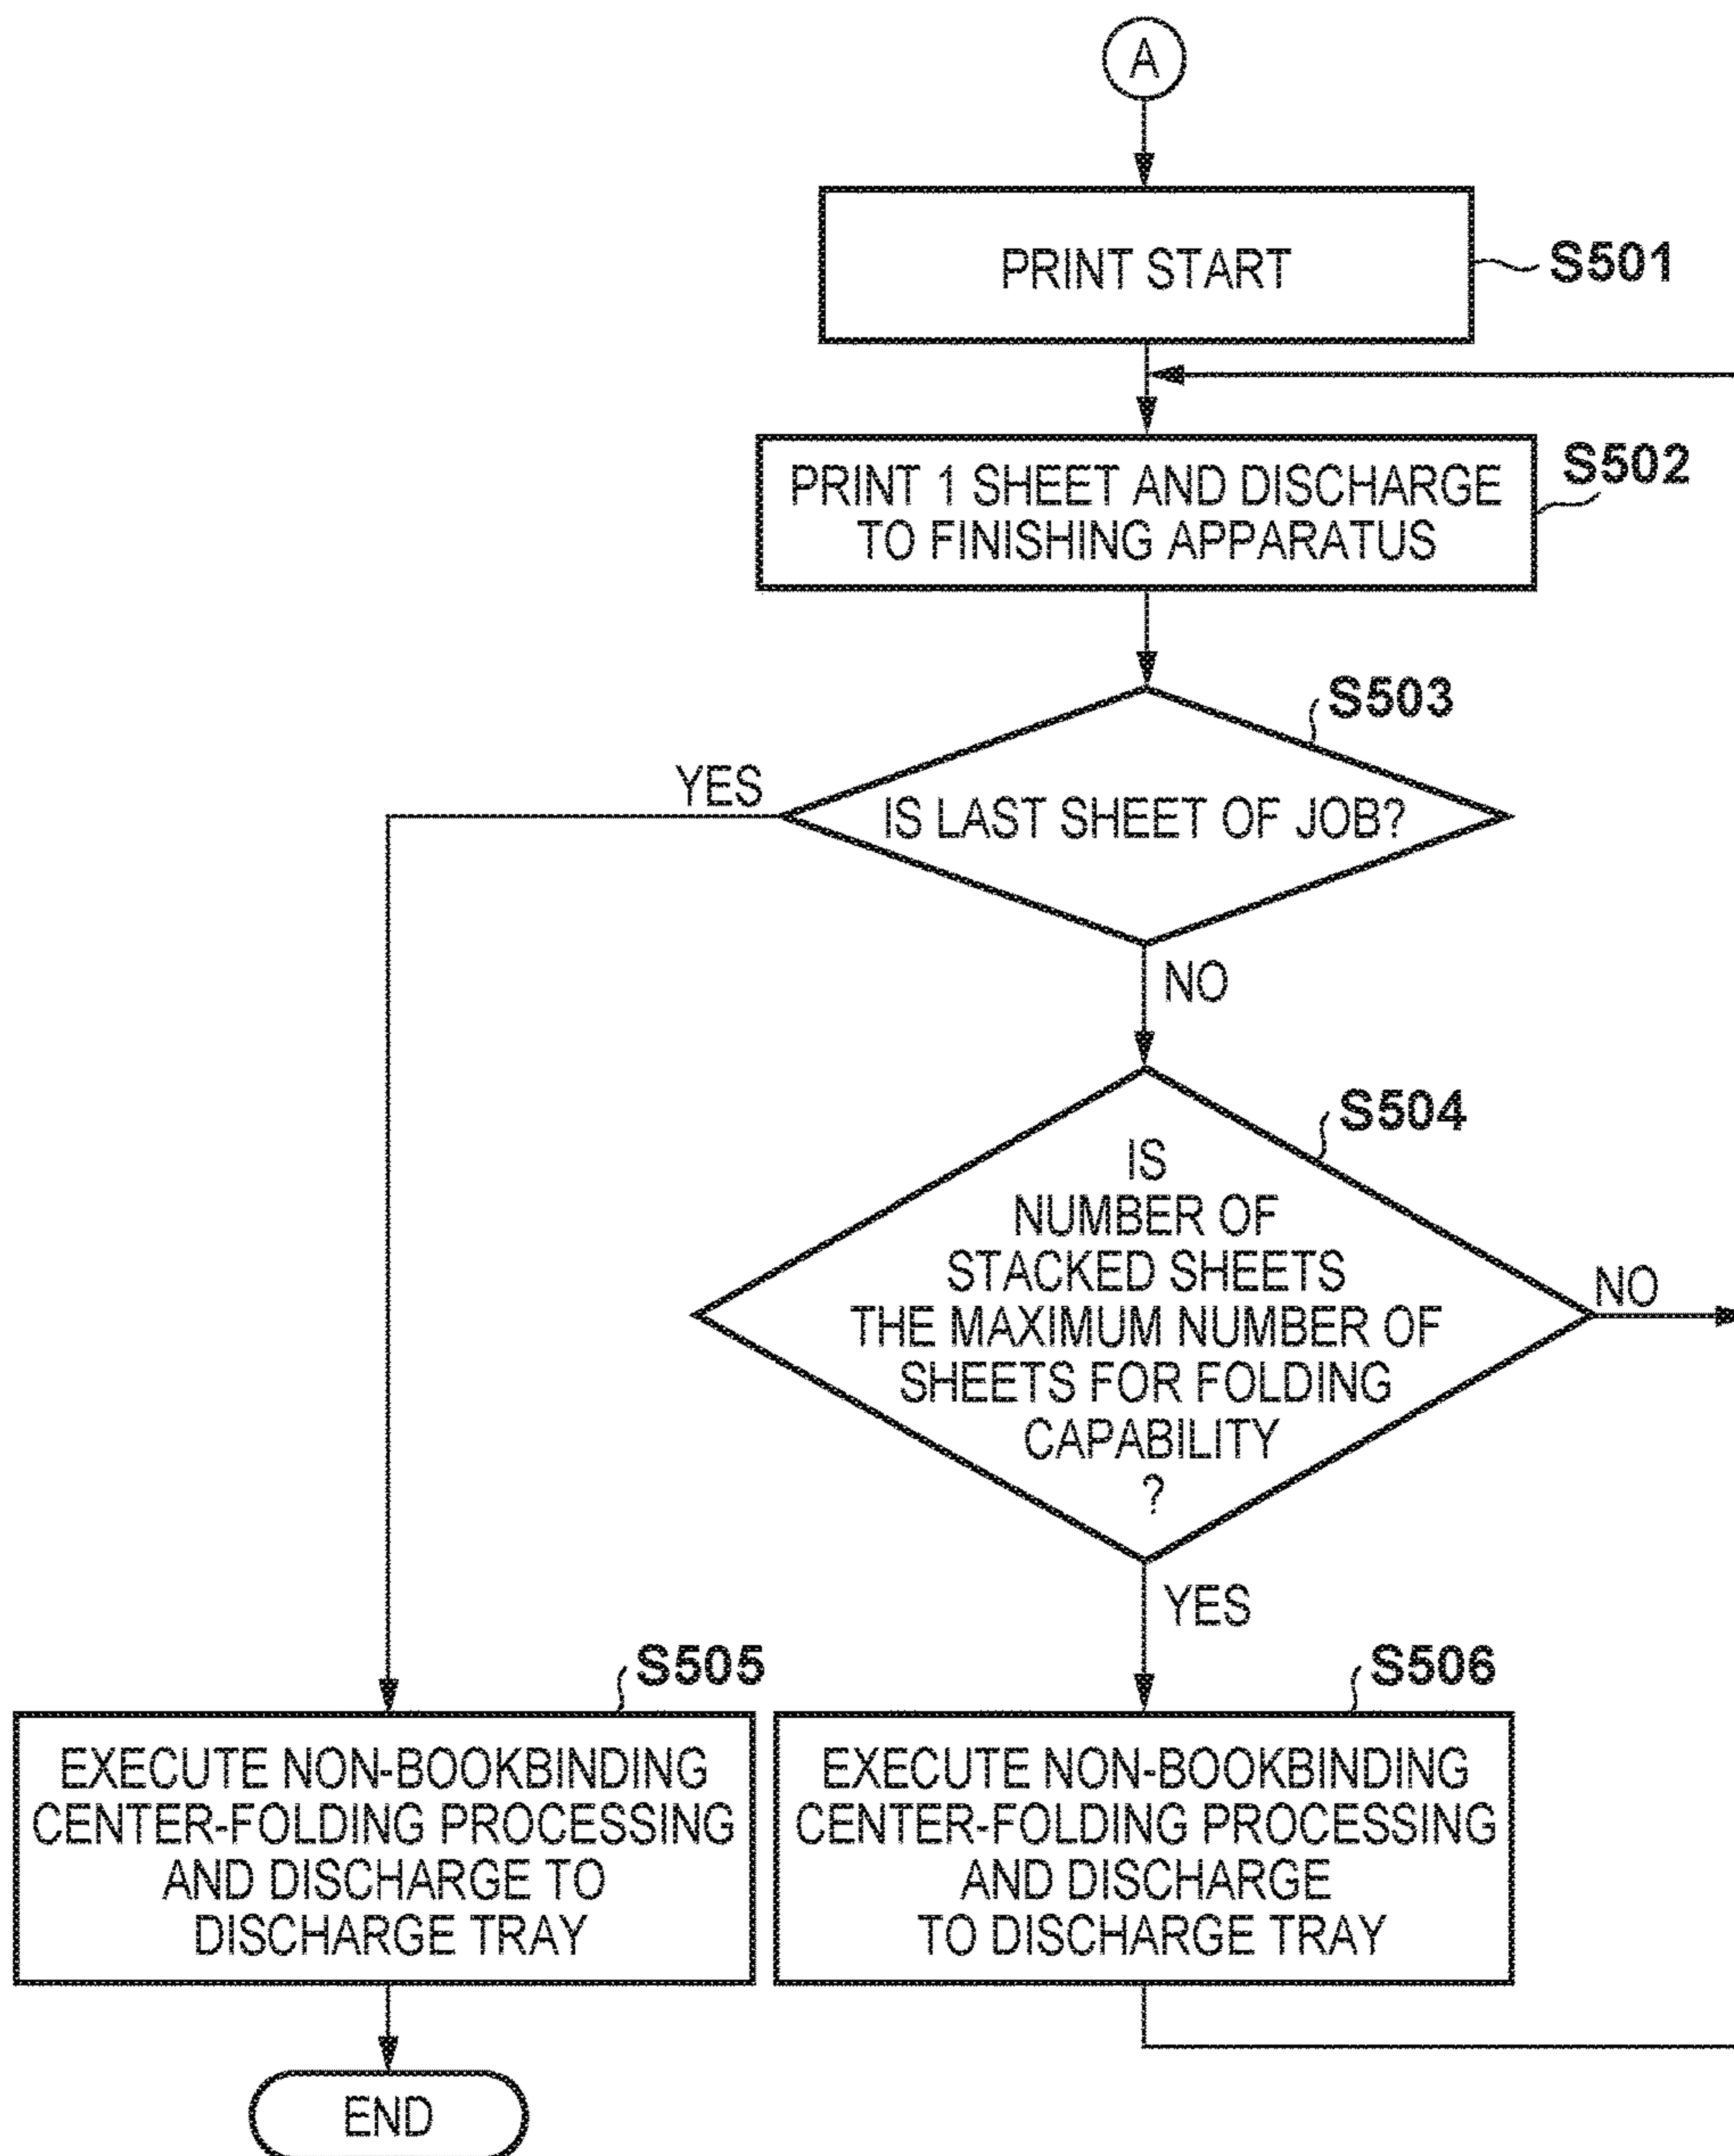 A
PRINT START
S501
PRINT 1 SHEET AND DISCHARGE
TO FINISHING APPARATUS
S502
S503
IS LAST SHEET OF JOB?
YES
NO
S504
IS
NUMBER OF
STACKED SHEETS
THE MAXIMUM NUMBER OF
SHEETS FOR FOLDING
CAPABILITY
?
NO
YES
S505
EXECUTE NON-BOOKBINDING
CENTER-FOLDING PROCESSING
AND DISCHARGE TO
DISCHARGE TRAY
S506
EXECUTE NON-BOOKBINDING
CENTER-FOLDING PROCESSING
AND DISCHARGE
TO DISCHARGE TRAY
END